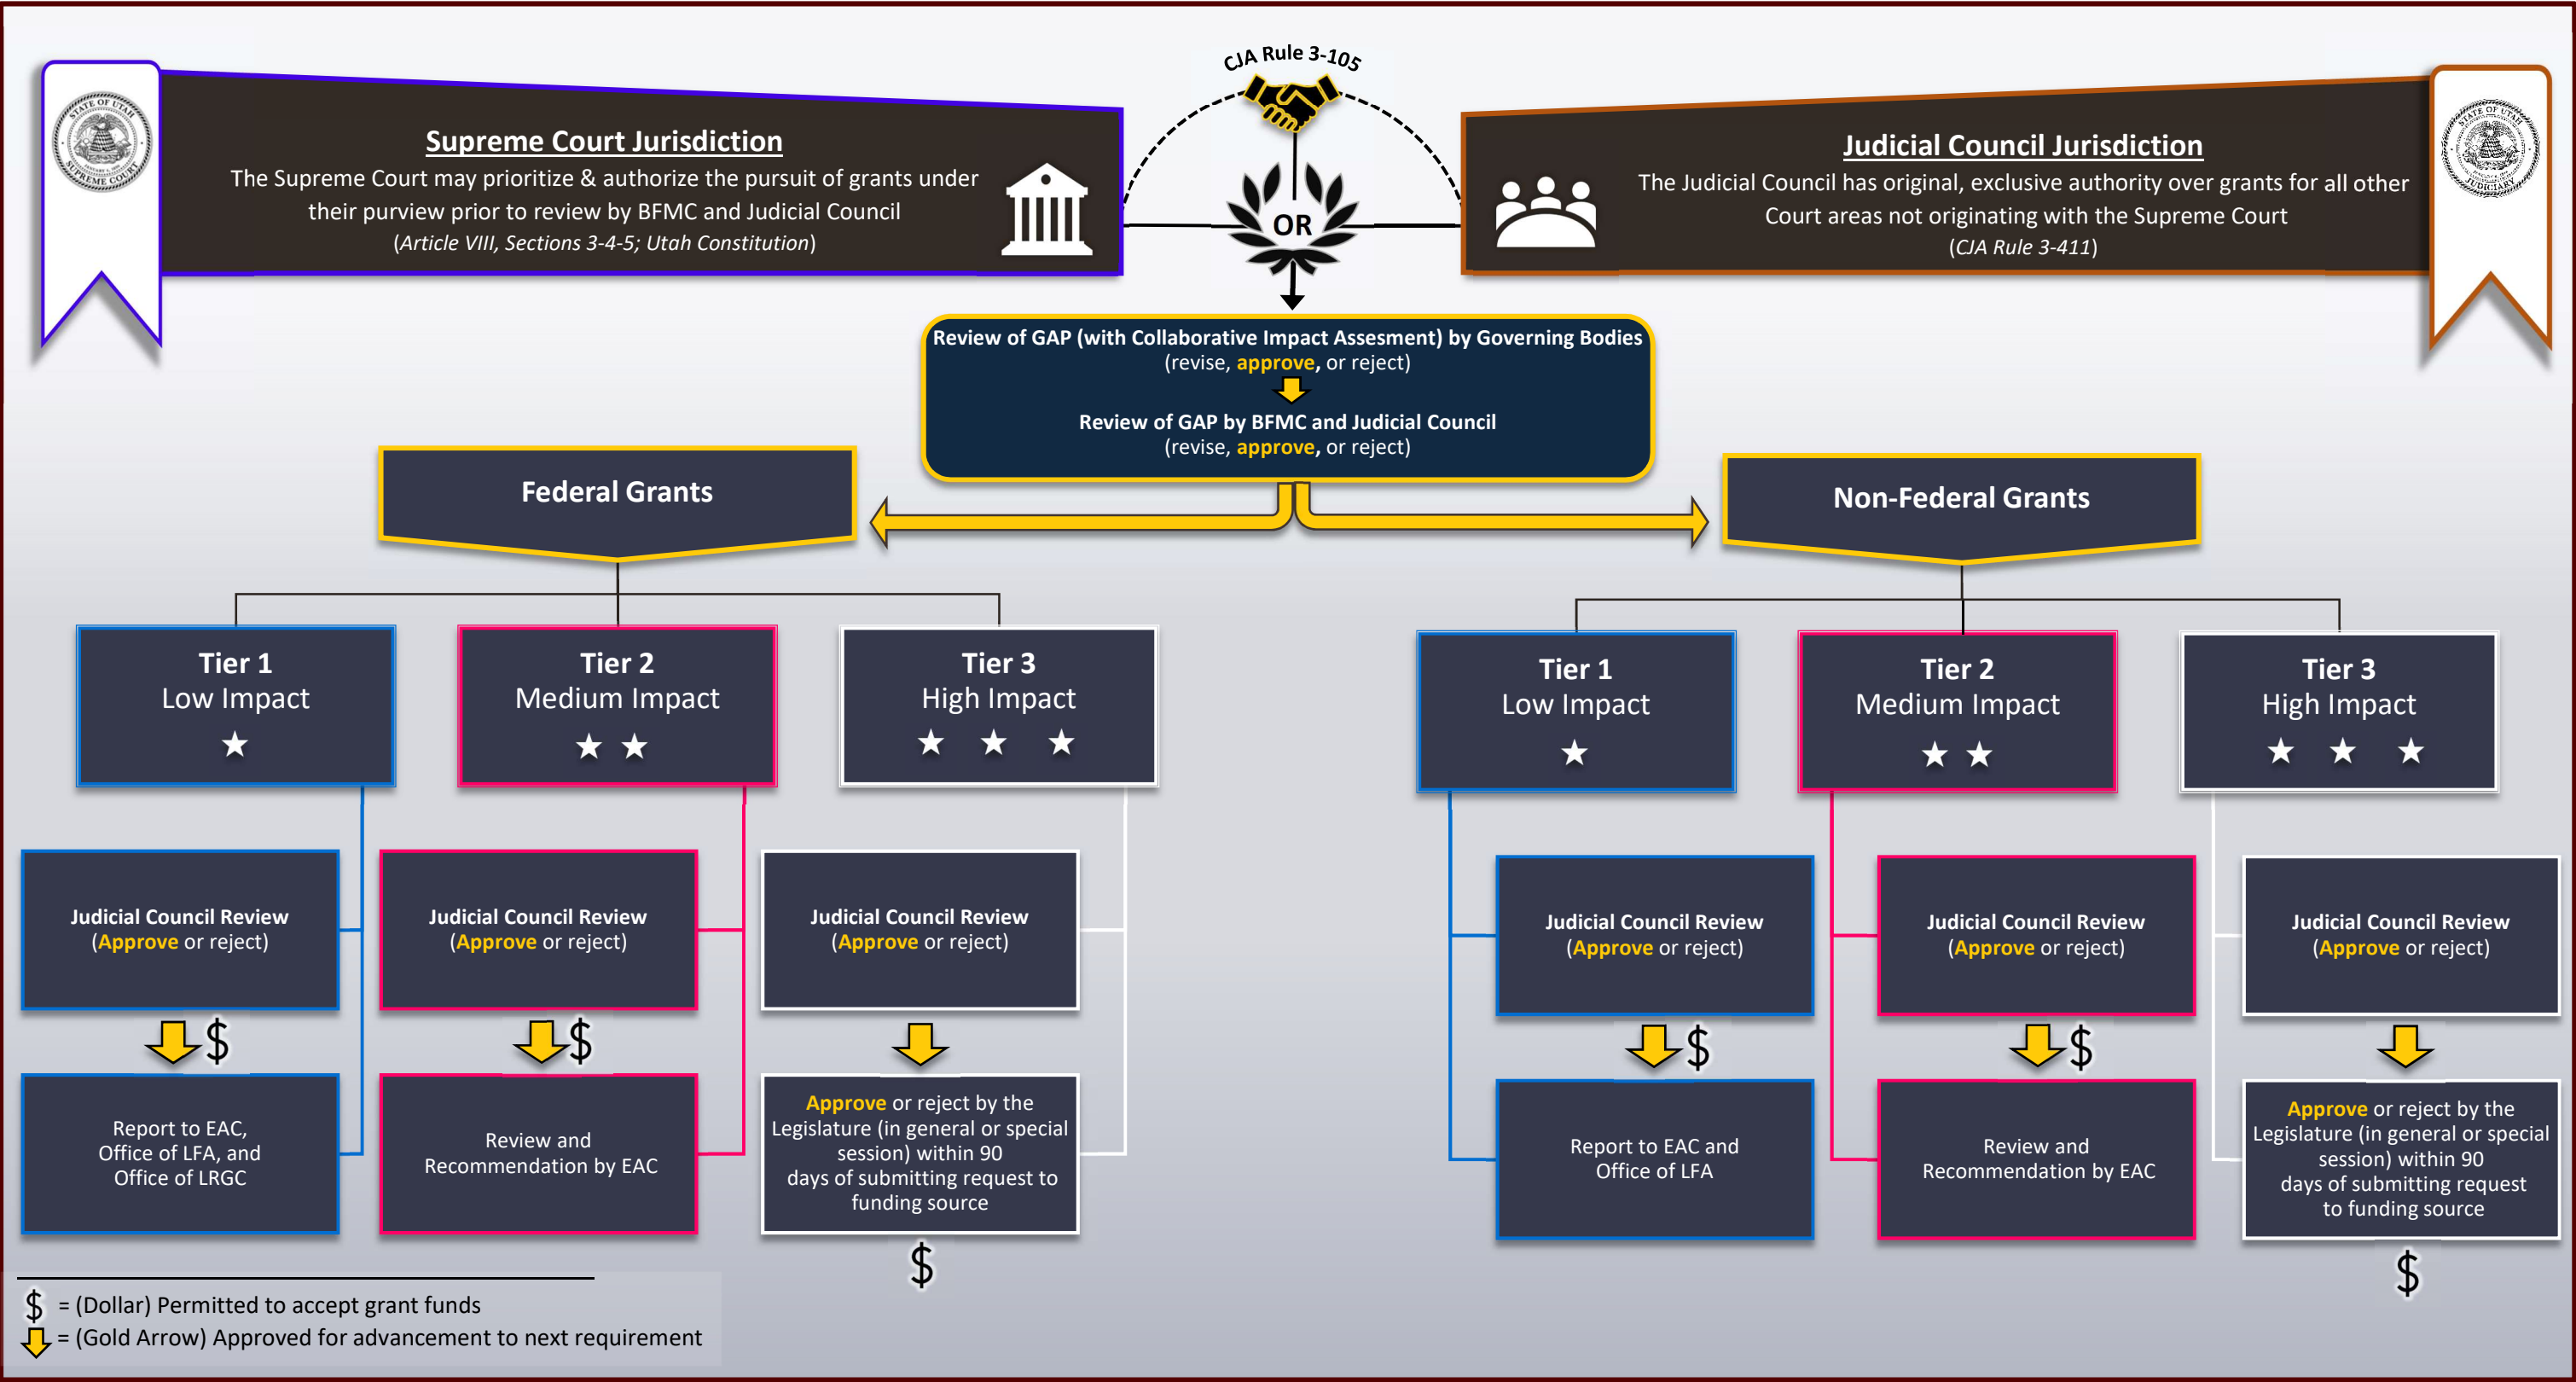 CJA Rule 3-105
STATE OF UTAH
SUPREME COURT
Supreme Court Jurisdiction
The Supreme Court may prioritize & authorize the pursuit of grants under
their purview prior to review by BFMC and Judicial Council
(Article VIII, Sections 3-4-5; Utah Constitution)
OR
Judicial Council Jurisdiction
The Judicial Council has original, exclusive authority over grants for all other
Court areas not originating with the Supreme Court
(CJA Rule 3-411)
STATE OF UTAH
JUDICIARY
Review of GAP (with Collaborative Impact Assesment) by Governing Bodies
(revise, approve, or reject)
Review of GAP by BFMC and Judicial Council
(revise, approve, or reject)
Federal Grants
Non-Federal Grants
Tier 1
Low Impact
Tier 2
Medium Impact
Tier 3
High Impact
Tier 1
Low Impact
Tier 2
Medium Impact
Tier 3
High Impact
Judicial Council Review
(Approve or reject)
Judicial Council Review
(Approve or reject)
Judicial Council Review
(Approve or reject)
Judicial Council Review
(Approve or reject)
Judicial Council Review
(Approve or reject)
Judicial Council Review
(Approve or reject)
$
$
$
$
Report to EAC,
Office of LFA, and
Office of LRGC
Review and
Recommendation by EAC
Approve or reject by the
Legislature (in general or special
session) within 90
days of submitting request to
funding source
$
Report to EAC and
Office of LFA
Review and
Recommendation by EAC
Approve or reject by the
Legislature (in general or special
session) within 90
days of submitting request
to funding source
$
$ = (Dollar) Permitted to accept grant funds
= (Gold Arrow) Approved for advancement to next requirement